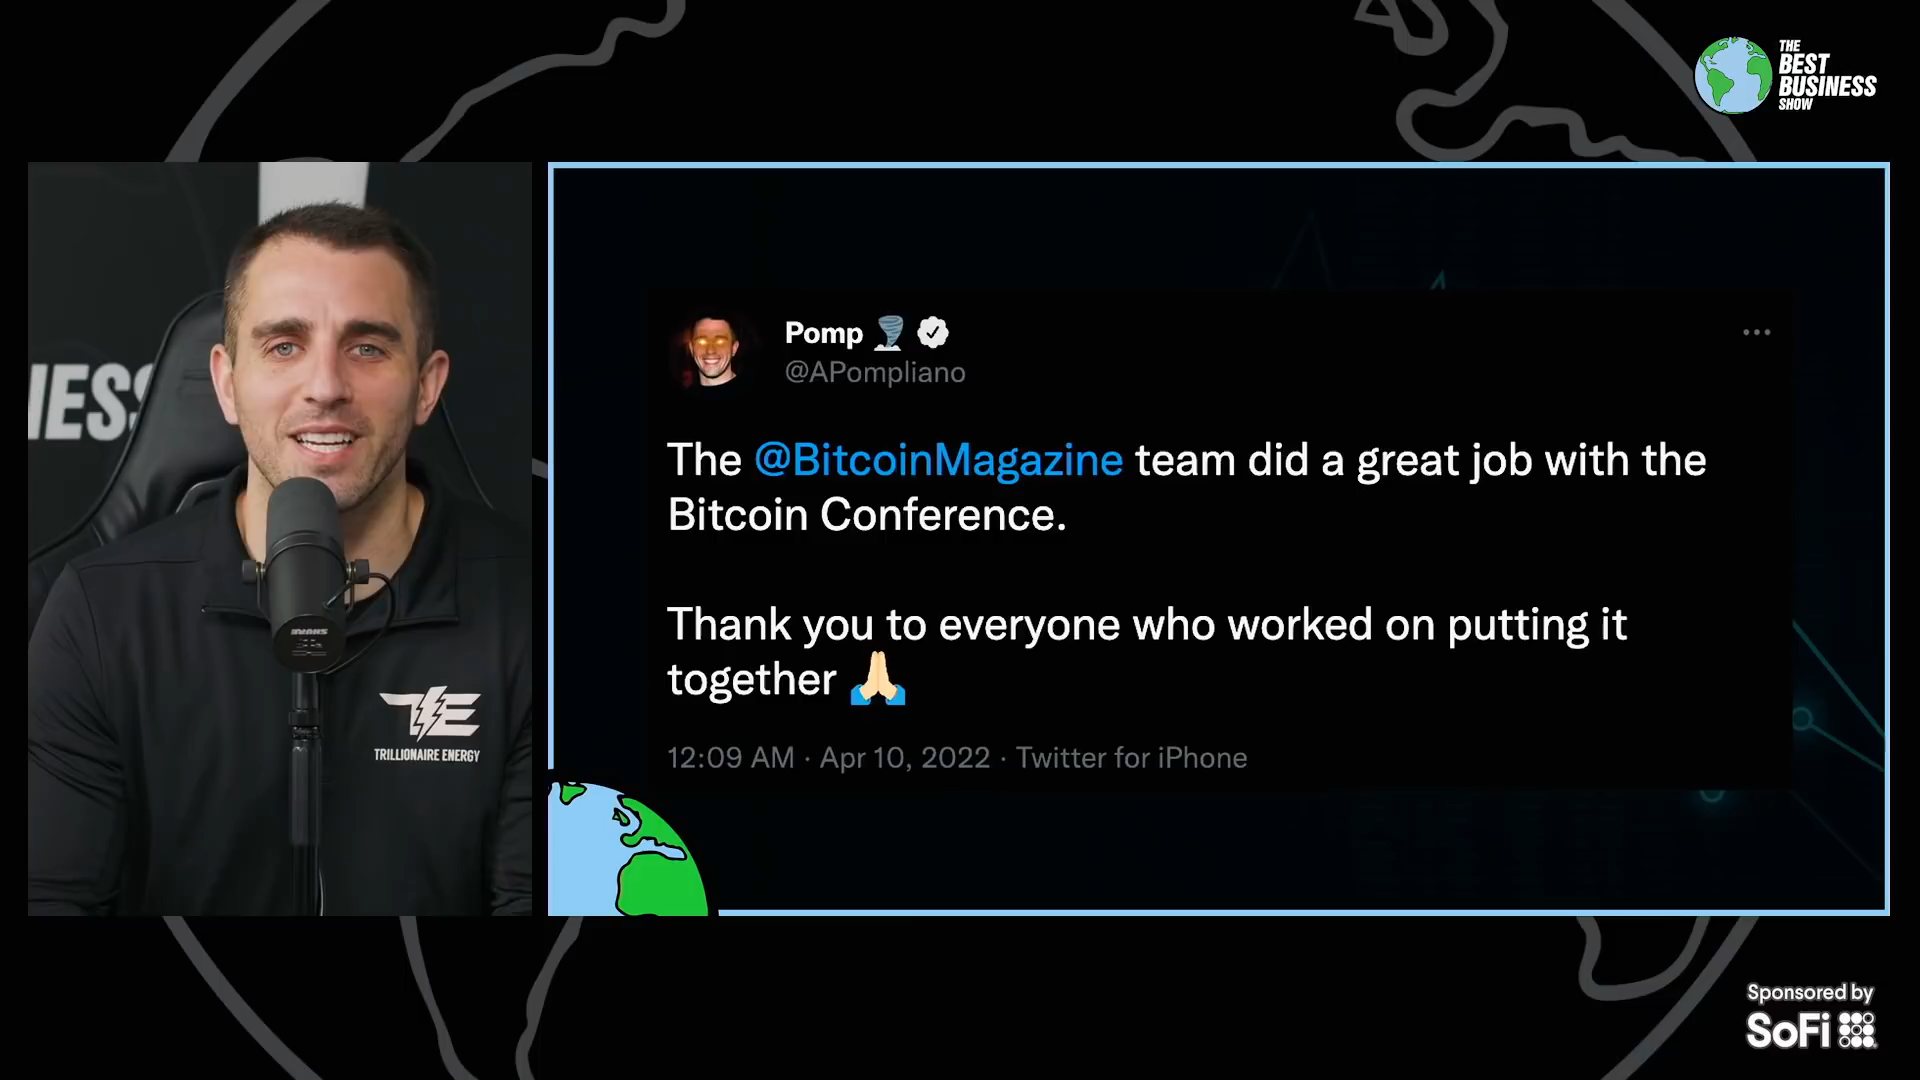 THE
BEST
BUSINESS
SHOW
TRILLIONAIRE ENERGY
Pomp
@APompliano
The @BitcoinMagazine team did a great job with the
Bitcoin Conference.
Thank you to everyone who worked on putting it
together 🙏🏻
12:09 AM · Apr 10, 2022 · Twitter for iPhone
Sponsored by
SoFi